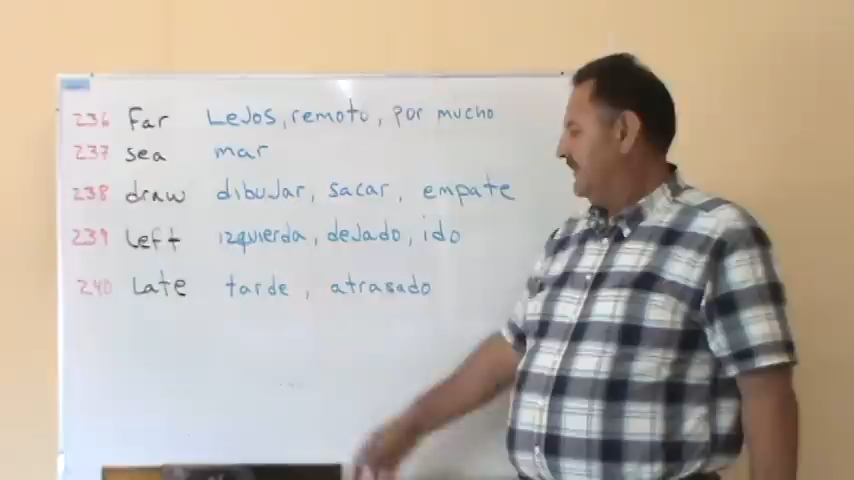 236 Far Lejos, remoto, por mucho
237 sea mar
238 draw dibujar, sacar, empate
239 Left izquierda, dejado, ido
240 Late tarde, atrasado